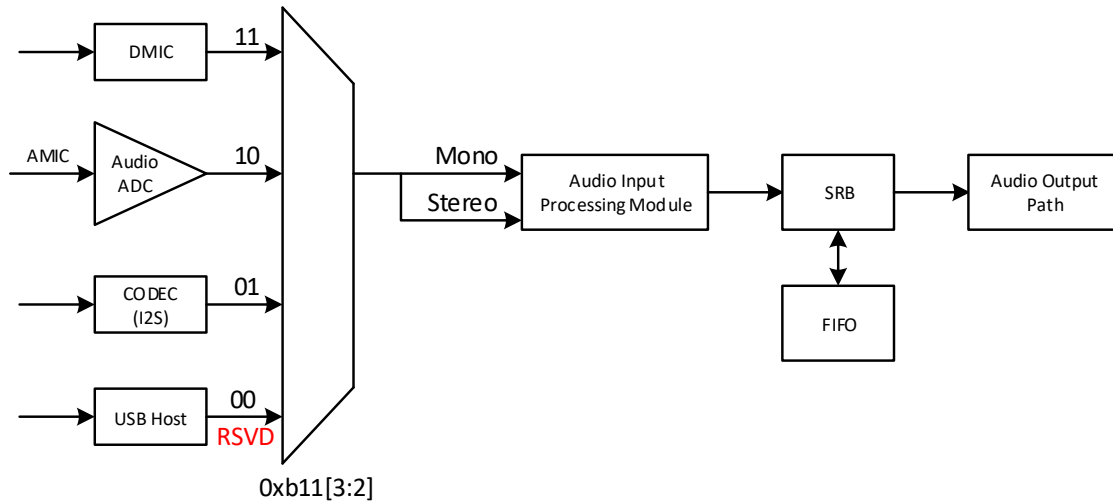 DMIC
11
AMIC
Audio
ADC
10
CODEC
(I2S)
01
USB Host
00
RSVD
0xb11[3:2]
Mono
Stereo
Audio Input
Processing Module
SRB
FIFO
Audio Output
Path